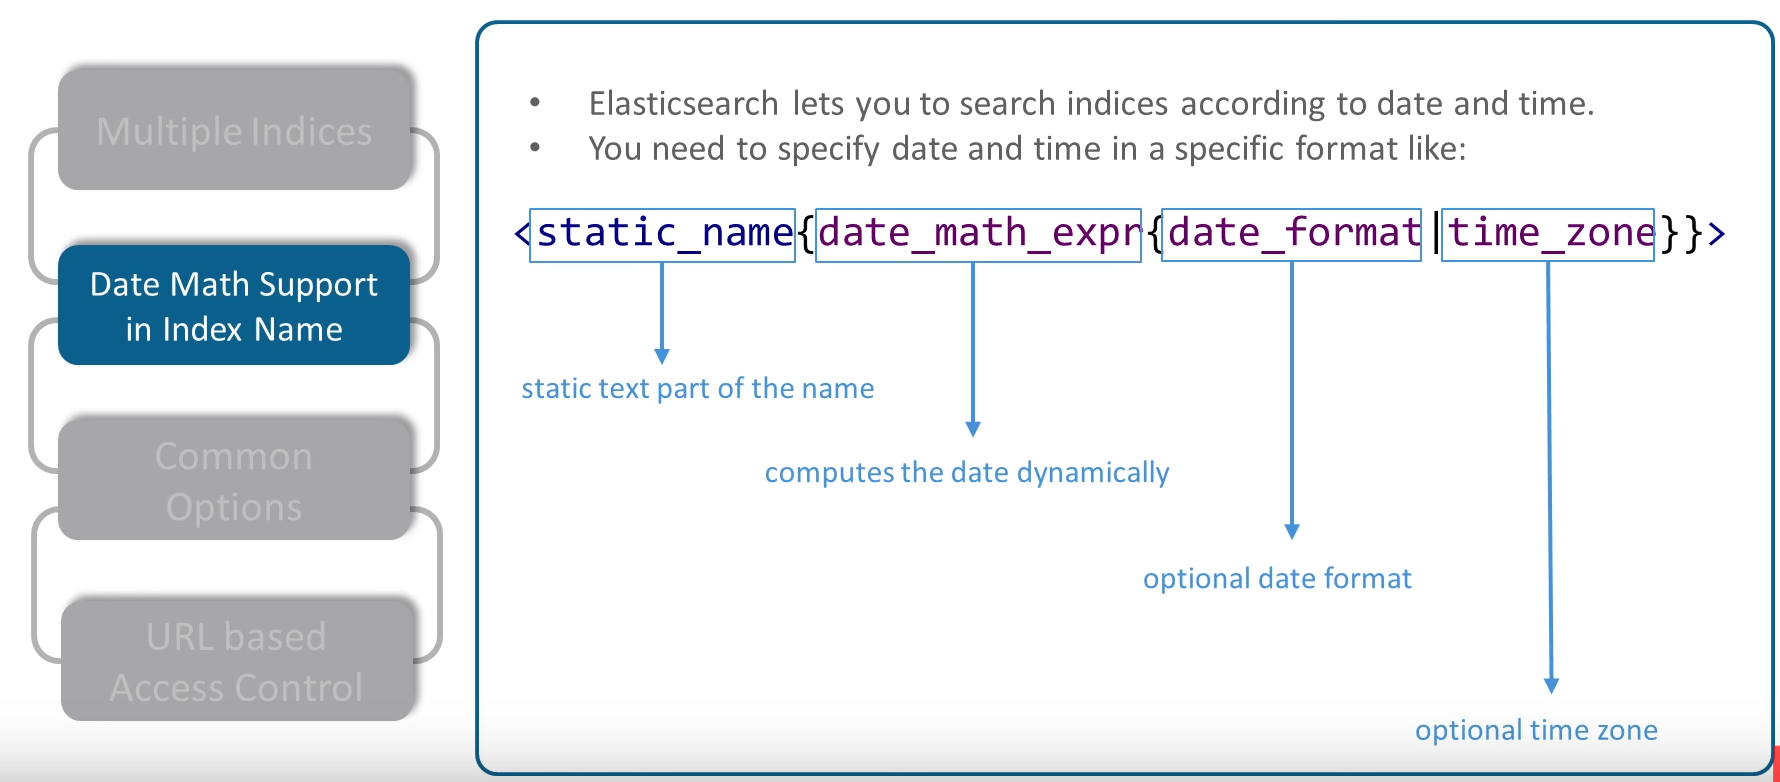 Multiple Indices
Date Math Support
in Index Name
Common
Options
URL based
Access Control
• Elasticsearch lets you to search indices according to date and time.
• You need to specify date and time in a specific format like:
<static_name{date_math_expr{date_format|time_zone}}>
static text part of the name
computes the date dynamically
optional date format
optional time zone